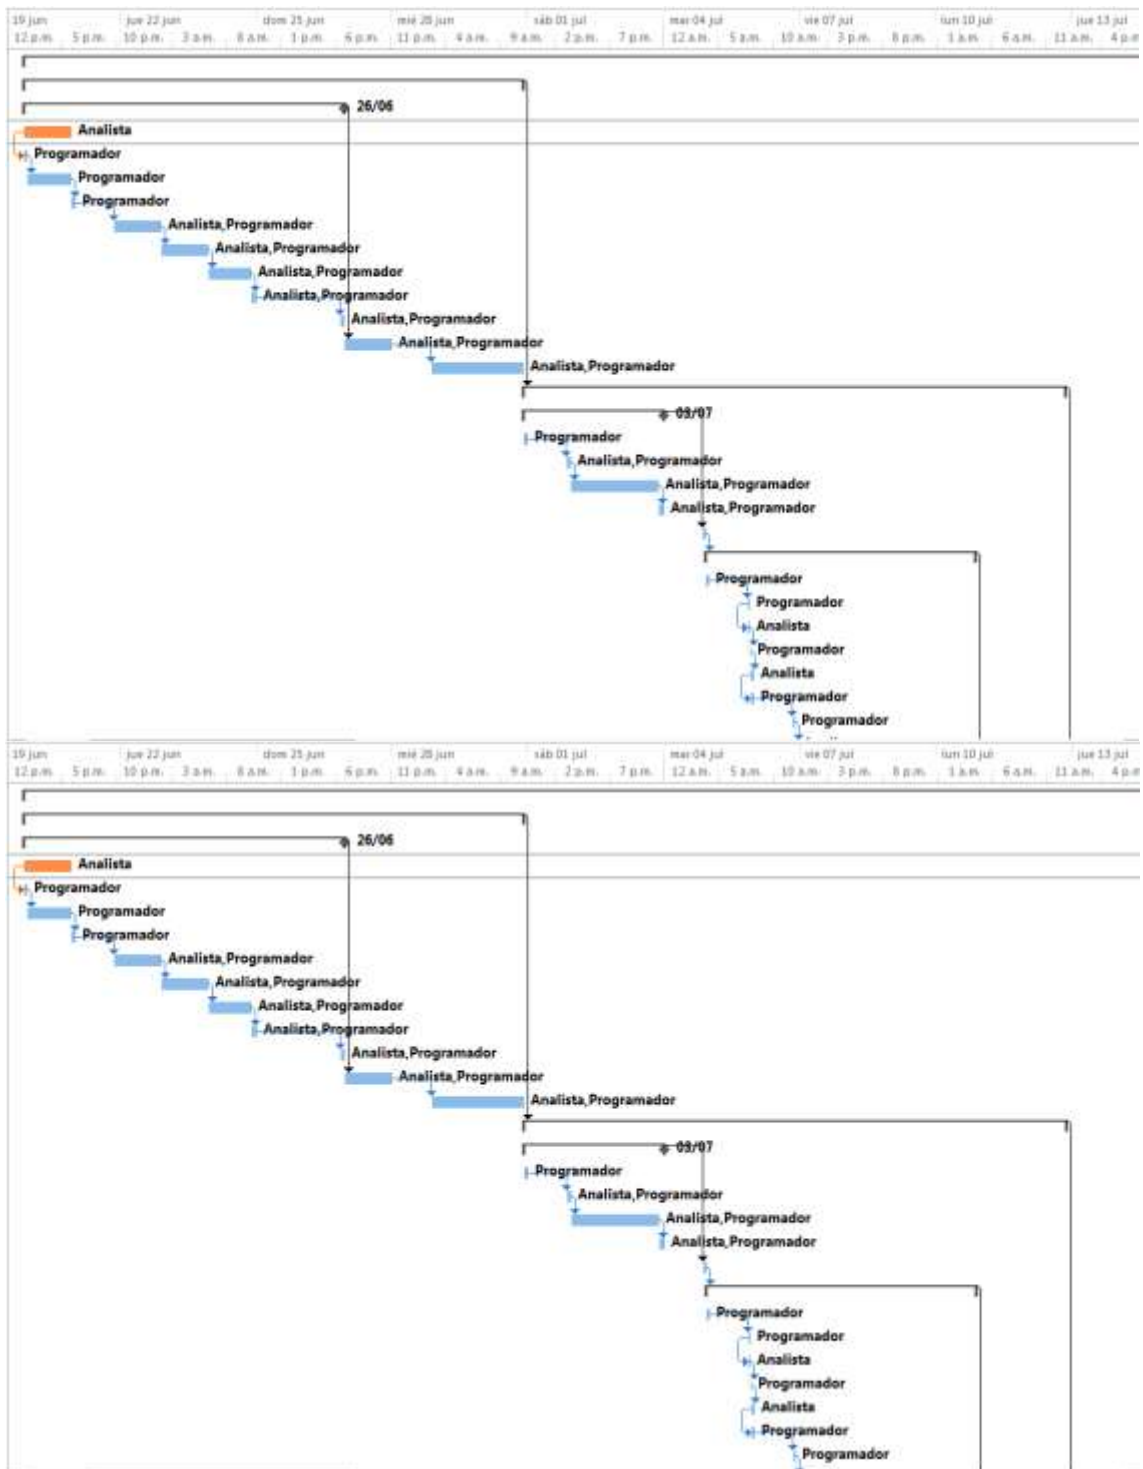 19 jun jue 22 jun dom 25 jun mié 28 jun sáb 01 jul mar 04 jul vie 07 jul lun 10 jul jue 13 jul
12 p.m. 5 p.m. 10 p.m. 3 a.m. 8 a.m. 1 p.m. 6 p.m. 11 p.m. 4 a.m. 9 a.m. 2 p.m. 7 p.m. 12 a.m. 5 a.m. 10 a.m. 3 p.m. 8 p.m. 1 a.m. 6 a.m. 11 a.m. 4 p.m
26/06
Analista
Programador
Programador
Programador
Analista,Programador
Analista,Programador
Analista,Programador
Analista,Programador
Analista,Programador
Analista,Programador
Analista,Programador
03/07
Programador
Analista,Programador
Analista,Programador
Analista,Programador
Programador
Programador
Analista
Programador
Analista
Programador
Programador
19 jun jue 22 jun dom 25 jun mié 28 jun sáb 01 jul mar 04 jul vie 07 jul lun 10 jul jue 13 jul
12 p.m. 5 p.m. 10 p.m. 3 a.m. 8 a.m. 1 p.m. 6 p.m. 11 p.m. 4 a.m. 9 a.m. 2 p.m. 7 p.m. 12 a.m. 5 a.m. 10 a.m. 3 p.m. 8 p.m. 1 a.m. 6 a.m. 11 a.m. 4 p.m
26/06
Analista
Programador
Programador
Programador
Analista,Programador
Analista,Programador
Analista,Programador
Analista,Programador
Analista,Programador
Analista,Programador
Analista,Programador
03/07
Programador
Analista,Programador
Analista,Programador
Analista,Programador
Programador
Programador
Analista
Programador
Analista
Programador
Programador